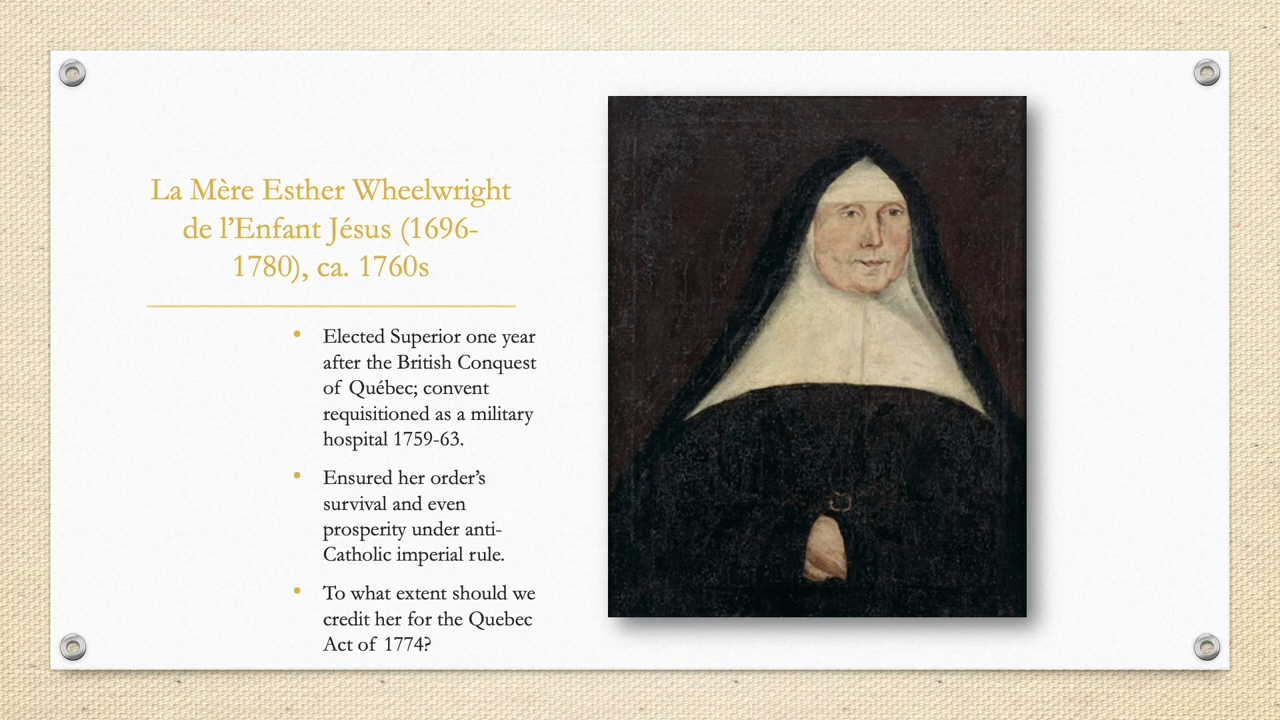 La Mère Esther Wheelwright
de l’Enfant Jésus (1696-
1780), ca. 1760s
• Elected Superior one year
after the British Conquest
of Québec; convent
requisitioned as a military
hospital 1759-63.
• Ensured her order’s
survival and even
prosperity under anti-
Catholic imperial rule.
• To what extent should we
credit her for the Quebec
Act of 1774?